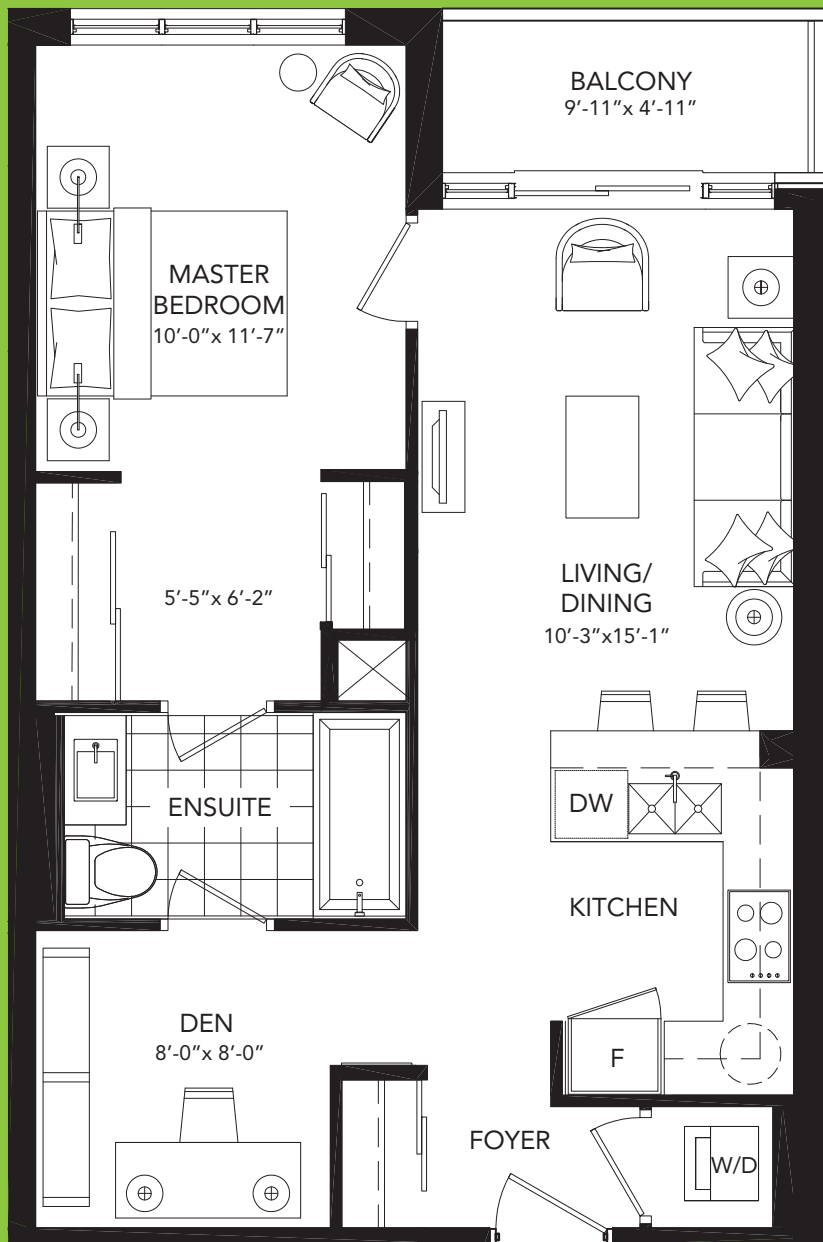 BALCONY
9’-11”x 4’-11”
MASTER
BEDROOM
10’-0”x 11’-7”
5’-5”x 6’-2”
LIVING/
DINING
10’-3”x15’-1”
ENSUITE
DW
KITCHEN
DEN
8’-0”x 8’-0”
F
FOYER
W/D